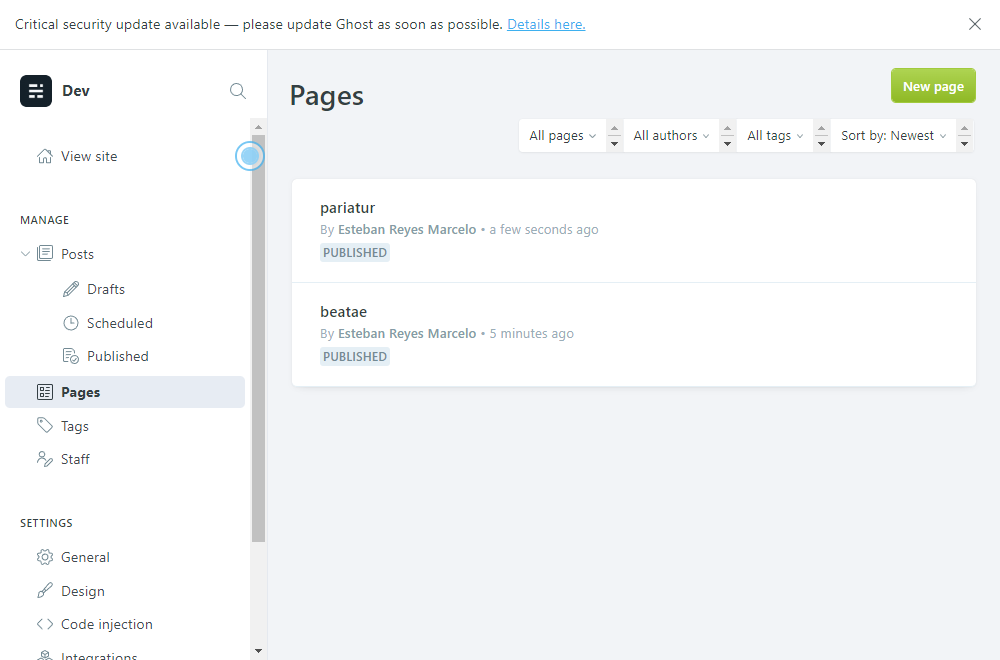 Critical security update available — please update Ghost as soon as possible. Details here.
Dev
View site
MANAGE
Posts
Drafts
Scheduled
Published
Pages
Tags
Staff
SETTINGS
General
Design
Code injection
Integrations
Pages
New page
All pages
All authors
All tags
Sort by: Newest
pariatur
By Esteban Reyes Marcelo • a few seconds ago
PUBLISHED
beatae
By Esteban Reyes Marcelo • 5 minutes ago
PUBLISHED